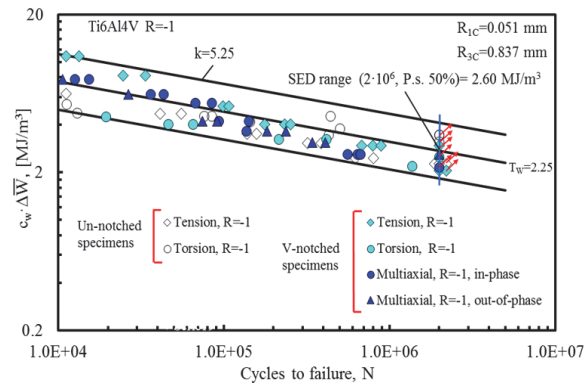 20
Ti6Al4V R=-1
R1C=0.051 mm
R3C=0.837 mm
k=5.25
SED range (2·10⁶, P.s. 50%)= 2.60 MJ/m³
cw·ΔW, [MJ/m³]
2
TW=2.25
Un-notched specimens
Tension, R=-1
Torsion, R=-1
V-notched specimens
Tension, R=-1
Torsion, R=-1
Multiaxial, R=-1, in-phase
Multiaxial, R=-1, out-of-phase
0.2
1.0E+04 1.0E+05 1.0E+06 1.0E+07
Cycles to failure, N